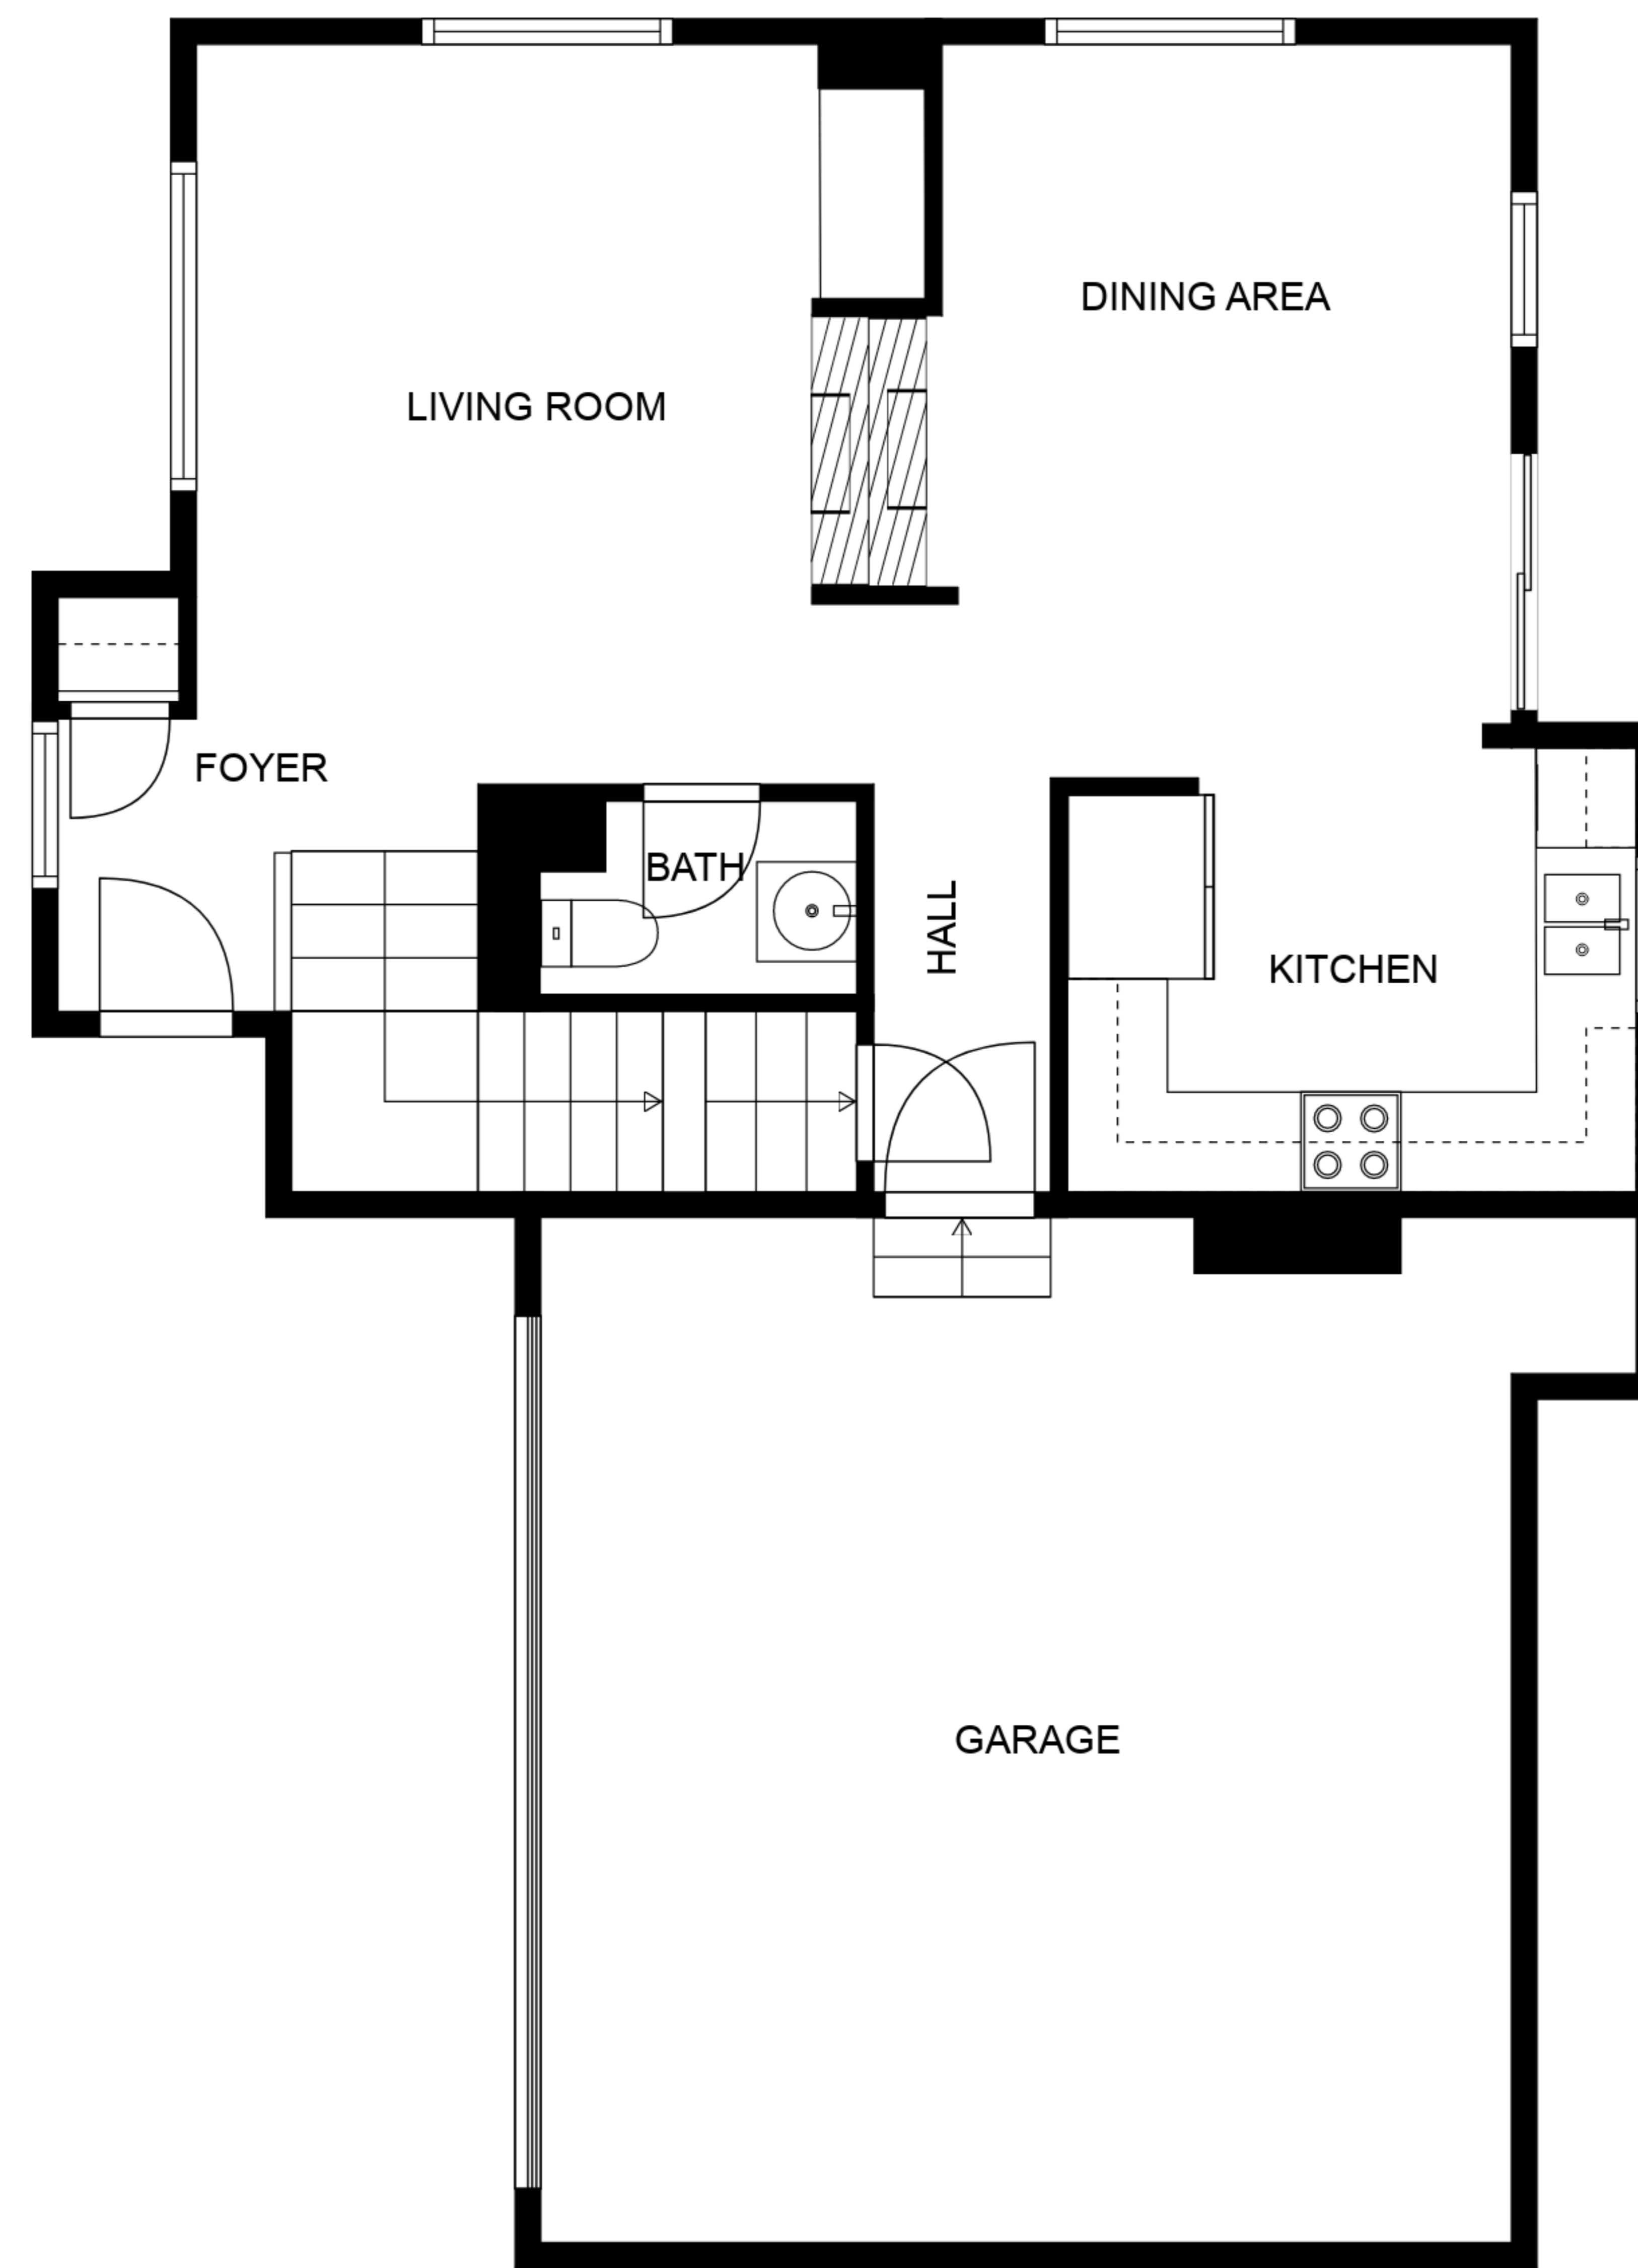 DINING AREA
LIVING ROOM
FOYER
BATH
HALL
KITCHEN
GARAGE